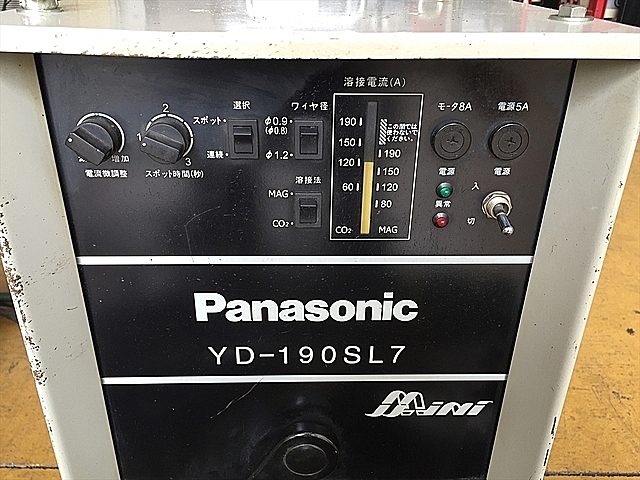 溶接電流(A)
選択
ワイヤ径
モータ8A
電源5A
スポット
φ0.9
(φ0.8)
連続
φ1.2
1
2
3
増加
電流微調整
スポット時間(秒)
溶接法
MAG
CO₂
190
150
120
60
この間では
使わないで
ください。
190
150
120
80
CO₂
MAG
電源
異常
入
切
電源
Panasonic
YD-190SL7
Mini